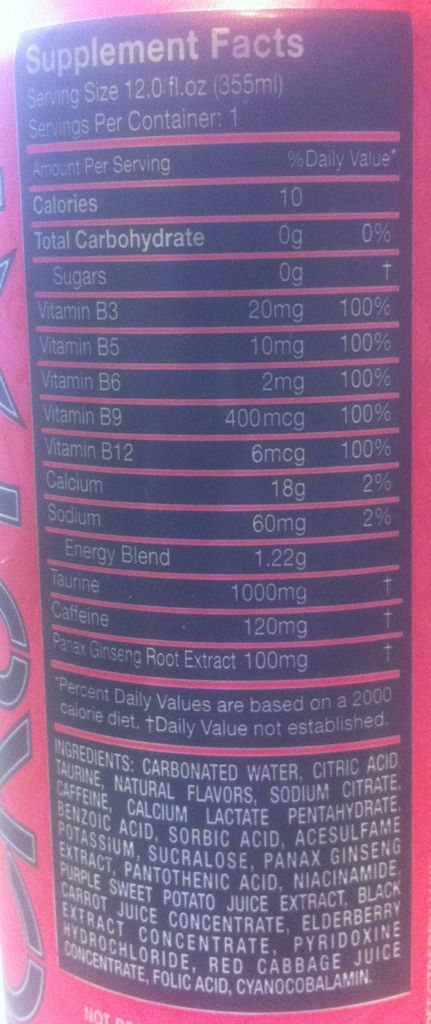 Supplement Facts
Serving Size 12.0 fl.oz (355ml)
Servings Per Container: 1
Amount Per Serving %Daily Value*
Calories 10
Total Carbohydrate 0g 0%
Sugars 0g †
Vitamin B3 20mg 100%
Vitamin B5 10mg 100%
Vitamin B6 2mg 100%
Vitamin B9 400mcg 100%
Vitamin B12 6mcg 100%
Calcium 18g 2%
Sodium 60mg 2%
Energy Blend 1.22g
Taurine 1000mg †
Caffeine 120mg †
Panax Ginseng Root Extract 100mg †
*Percent Daily Values are based on a 2000
calorie diet. †Daily Value not established.
INGREDIENTS: CARBONATED WATER, CITRIC ACID,
TAURINE, NATURAL FLAVORS, SODIUM CITRATE,
CAFFEINE, CALCIUM LACTATE PENTAHYDRATE,
BENZOIC ACID, SORBIC ACID, ACESULFAME
POTASSIUM, SUCRALOSE, PANAX GINSENG
EXTRACT, PANTOTHENIC ACID, NIACINAMIDE,
PURPLE SWEET POTATO JUICE EXTRACT, BLACK
CARROT JUICE CONCENTRATE, ELDERBERRY
EXTRACT CONCENTRATE, PYRIDOXINE
HYDROCHLORIDE, RED CABBAGE JUICE
CONCENTRATE, FOLIC ACID, CYANOCOBALAMIN.
NOT